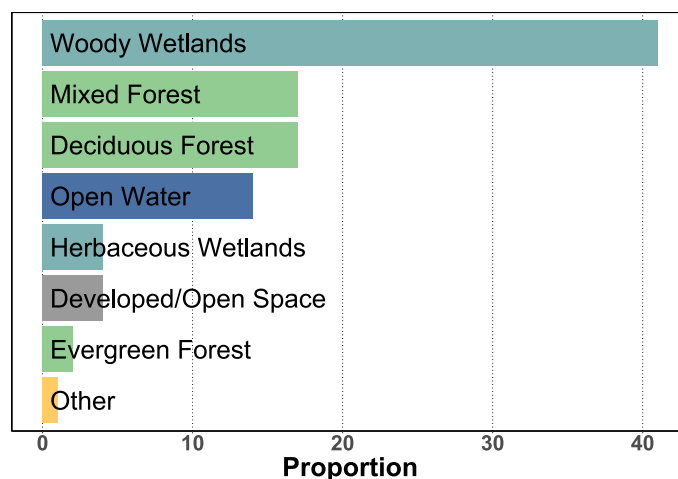 Woody Wetlands
Mixed Forest
Deciduous Forest
Open Water
Herbaceous Wetlands
Developed/Open Space
Evergreen Forest
Other
0 10 20 30 40
Proportion